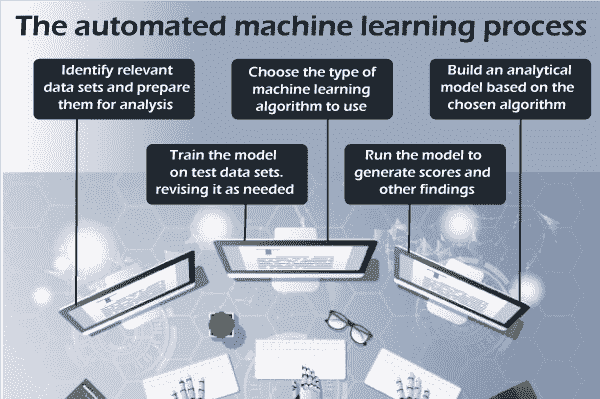 The automated machine learning process
Identify relevant
data sets and prepare
them for analysis
Choose the type of
machine learning
algorithm to use
Build an analytical
model based on the
chosen algorithm
Train the model
on test data sets.
revising it as needed
Run the model to
generate scores and
other findings